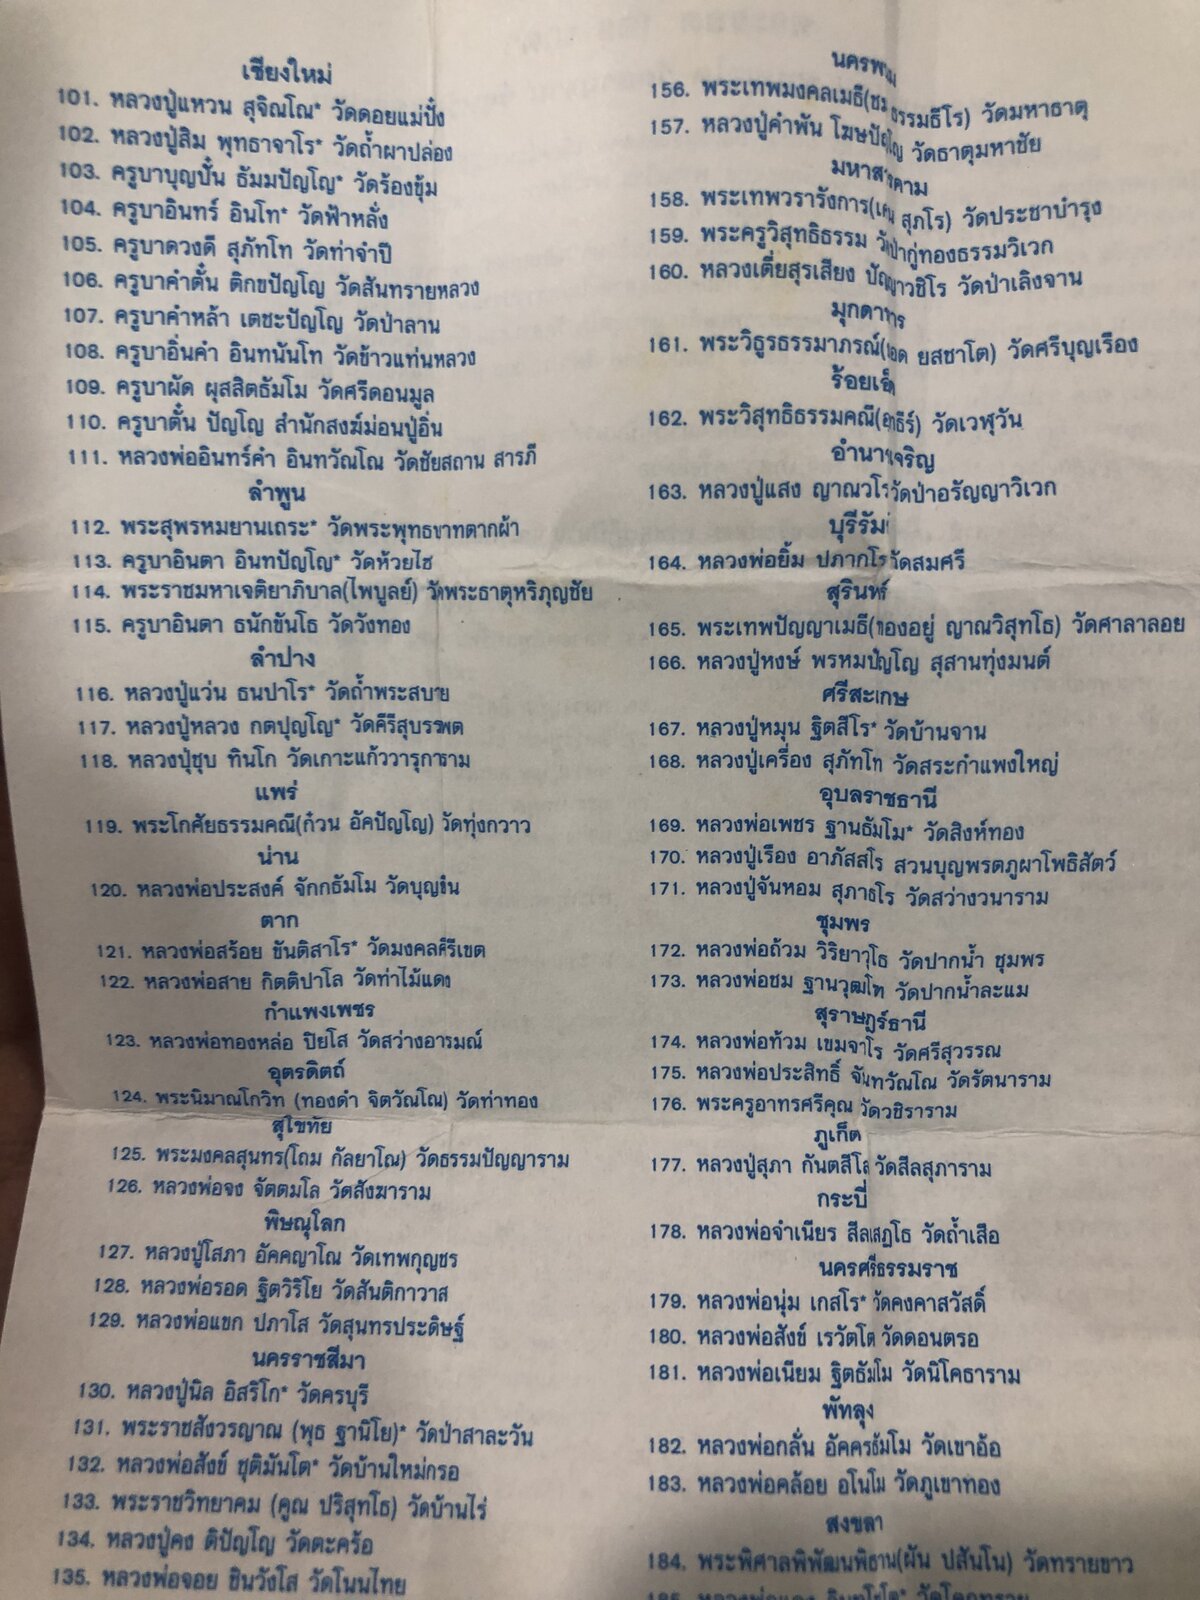 เชียงใหม่
101. หลวงปู่แหวน สุจิณโณ* วัดดอยแม่ปั๋ง
102. หลวงปู่สิม พุทธาจาโร* วัดถ้ำผาปล่อง
103. ครูบาบุญปั๋น ธัมมปัญโญ* วัดร้องขุ้ม
104. ครูบาอินทร์ อินโท* วัดฟ้าหลั่ง
105. ครูบาดวงดี สุภัทโท วัดท่าจำปี
106. ครูบาคำตั๋น ติกขปัญโญ วัดสันทรายหลวง
107. ครูบาคำหล้า เตชะปัญโญ วัดป่าลาน
108. ครูบาอิ่นคำ อินทนันโท วัดข้าวแท่นหลวง
109. ครูบาผัด ผุสสิตธัมโม วัดศรีดอนมูล
110. ครูบาตั๋น ปัญโญ สำนักสงฆ์ม่อนปู่อิ่น
111. หลวงพ่ออินทร์คำ อินทวัณโณ วัดชัยสถาน สารภี
ลำพูน
112. พระสุพรหมยานเถระ* วัดพระพุทธบาทตากผ้า
113. ครูบาอินตา อินทปัญโญ* วัดห้วยไซ
114. พระราชมหาเจติยาภิบาล(ไพบูลย์) วัดพระธาตุหริภุญชัย
115. ครูบาอินตา ธนักขันโธ วัดวังทอง
ลำปาง
116. หลวงปู่แว่น ธนปาโร* วัดถ้ำพระสบาย
117. หลวงปู่หลวง กตปุญโญ* วัดคีรีสุบรรพต
118. หลวงปุ่ชุบ ทินโก วัดเกาะแก้ววารุการาม
แพร่
119. พระโกศัยธรรมคณี(ก๋วน อัคปัญโญ) วัดทุ่งกวาว
น่าน
120. หลวงพ่อประสงค์ จักกธัมโม วัดบุญยืน
ตาก
121. หลวงพ่อสร้อย ขันติสาโร* วัดมงคลคีรีเขต
122. หลวงพ่อสาย กิตติปาโล วัดท่าไม้แดง
กำแพงเพชร
123. หลวงพ่อทองหล่อ ปิยโส วัดสว่างอารมณ์
อุตรดิตถ์
124. พระนิมาณโกวิท (ทองดำ จิตวัณโณ) วัดท่าทอง
สุโขทัย
125. พระมงคลสุนทร(โถม กัลยาโณ) วัดธรรมปัญญาราม
126. หลวงพ่อจง จัตตมโล วัดสังฆาราม
พิษณุโลก
127. หลวงปู่โสภา อัคคญาโณ วัดเทพกุญชร
128. หลวงพ่อรอด ฐิตวิริโย วัดสันติกาวาส
129. หลวงพ่อแขก ปภาโส วัดสุนทรประดิษฐ์
นครราชสีมา
130. หลวงปู่นิล อิสริโก* วัดครบุรี
131. พระราชสังวรญาณ (พุธ ฐานิโย)* วัดป่าสาละวัน
132. หลวงพ่อสังข์ ชุติมันโต* วัดบ้านใหม่กรอ
133. พระราชวิทยาคม (คูณ ปริสุทโธ) วัดบ้านไร่
134. หลวงปู่คง ติปัญโญ วัดตะคร้อ
135. หลวงพ่อจอย ชินวังโส วัดโนนไทย
นครพนม
156. พระเทพมงคลเมธี(ชม ธรรมธีโร) วัดมหาธาตุ
157. หลวงปู่คำพัน โฆษปัญโญ วัดธาตุมหาชัย
มหาสารคาม
158. พระเทพวรารังการ(เคน สุภโร) วัดประชาบำรุง
159. พระครูวิสุทธิธรรม วัดป่ากู่ทองธรรมวิเวก
160. หลวงเตี่ยสุรเสียง ปัญญาวชิโร วัดป่าเลิงจาน
มุกดาหาร
161. พระวิธูรธรรมาภรณ์(ยอด ยสชาโต) วัดศรีบุญเรือง
ร้อยเอ็ด
162. พระวิสุทธิธรรมคณี(สุทธีร์) วัดเวฬุวัน
อำนาจเจริญ
163. หลวงปู่แสง ญาณวโร วัดป่าอรัญญาวิเวก
บุรีรัมย์
164. หลวงพ่อยิ้ม ปภากโร วัดสมศรี
สุรินทร์
165. พระเทพปัญญาเมธี(ทองอยู่ ญาณวิสุทโธ) วัดศาลาลอย
166. หลวงปู่หงษ์ พรหมปัญโญ สุสานทุ่งมนต์
ศรีสะเกษ
167. หลวงปู่หมุน ฐิตสีโร* วัดบ้านจาน
168. หลวงปู่เครื่อง สุภัทโท วัดสระกำแพงใหญ่
อุบลราชธานี
169. หลวงพ่อเพชร ฐานธัมโม* วัดสิงห์ทอง
170. หลวงปู่เรือง อาภัสสโร สวนบุญพรตภูผาโพธิสัตว์
171. หลวงปู่จันหอม สุภาธโร วัดสว่างวนาราม
ชุมพร
172. หลวงพ่อถ้วม วิริยาวุโธ วัดปากน้ำ ชุมพร
173. หลวงพ่อชม ฐานวุฒโฑ วัดปากน้ำละแม
สุราษฎร์ธานี
174. หลวงพ่อท้วม เขมจาโร วัดศรีสุวรรณ
175. หลวงพ่อประสิทธิ์ จันทวัณโณ วัดรัตนาราม
176. พระครูอาทรศรีคุณ วัดวชิราราม
ภูเก็ต
177. หลวงปู่สุภา กันตสีโล วัดสีลสุภาราม
กระบี่
178. หลวงพ่อจำเนียร สีลเสฏโธ วัดถ้ำเสือ
นครศรีธรรมราช
179. หลวงพ่อนุ่ม เกสโร* วัดคงคาสวัสดิ์
180. หลวงพ่อสังข์ เรวัตโต วัดดอนตรอ
181. หลวงพ่อเนียม ฐิตธัมโม วัดนิโคธาราม
พัทลุง
182. หลวงพ่อกลั่น อัคคธัมโม วัดเขาอ้อ
183. หลวงพ่อคล้อย อโนโม วัดภูเขาทอง
สงขลา
184. พระพิศาลพิพัฒนพิธาน(ผัน ปสันโน) วัดทรายขาว